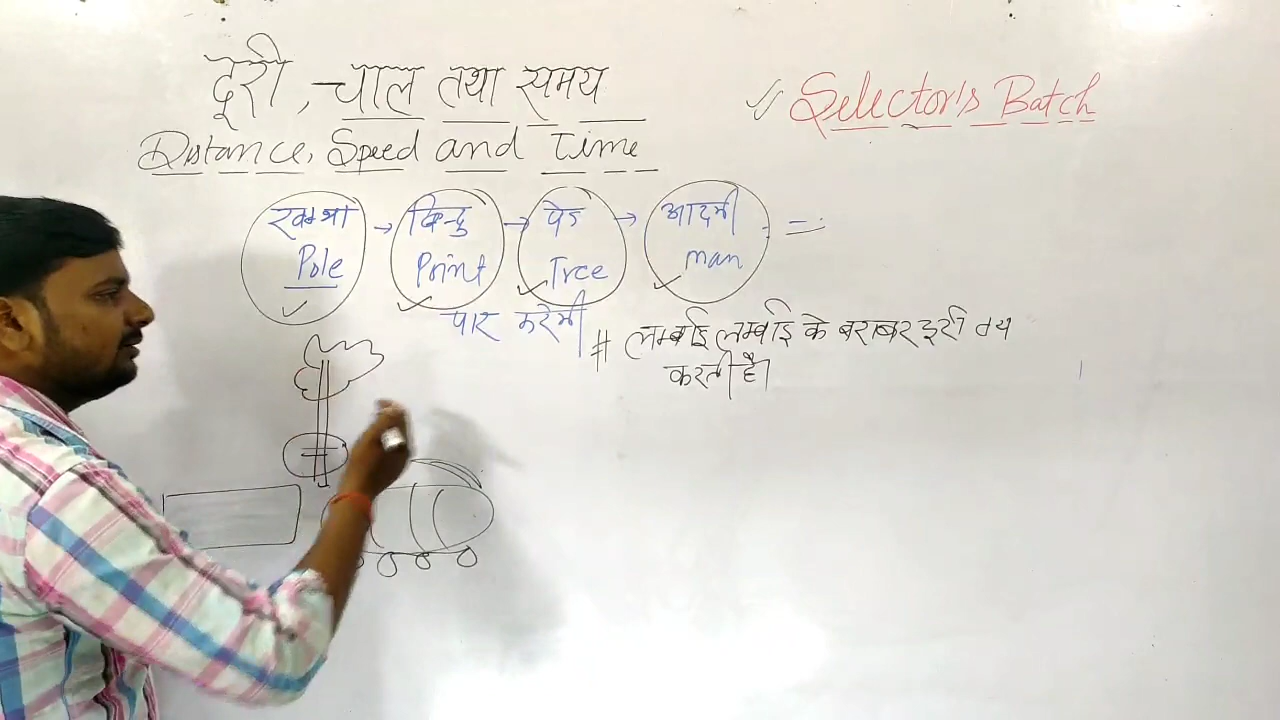 दूरी, चाल तथा समय
Selector's Batch
Distance, Speed and Time
खम्भा → बिन्दु → पेड → आदमी =
Pole Print Tree man
पार करेगी
# लम्बाई लम्बाई के बराबर दूरी तय
करती है।